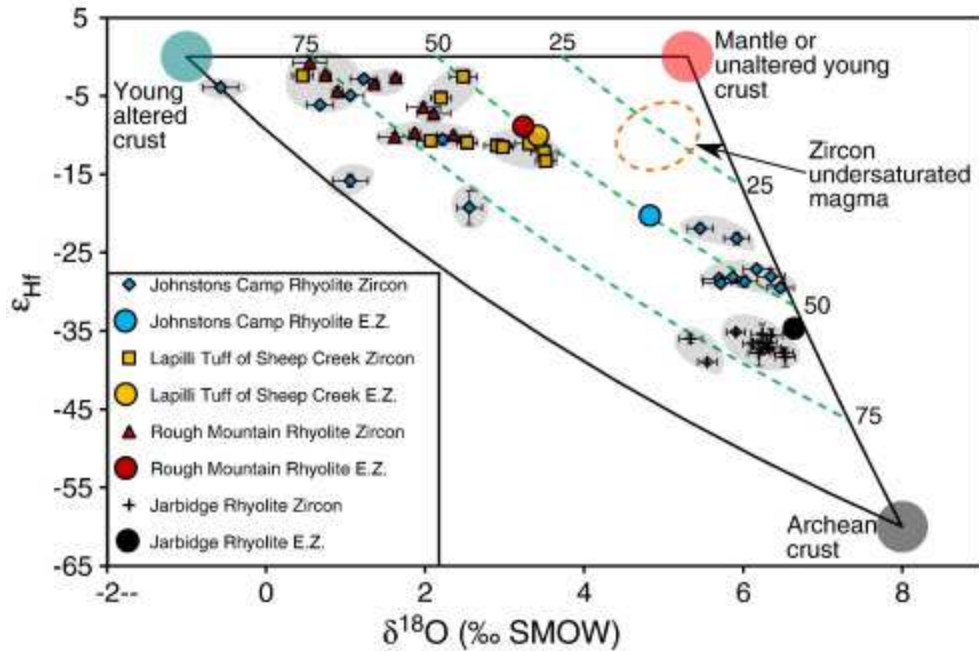 5
-5
-15
-25
-35
-45
-55
-65
εHf
75
50
25
Mantle or
unaltered young
crust
Young
altered
crust
Zircon
undersaturated
magma
25
50
75
Archean
crust
Johnstons Camp Rhyolite Zircon
Johnstons Camp Rhyolite E.Z.
Lapilli Tuff of Sheep Creek Zircon
Lapilli Tuff of Sheep Creek E.Z.
Rough Mountain Rhyolite Zircon
Rough Mountain Rhyolite E.Z.
Jarbidge Rhyolite Zircon
Jarbidge Rhyolite E.Z.
-2-- 0 2 4 6 8
δ¹⁸O (‰ SMOW)